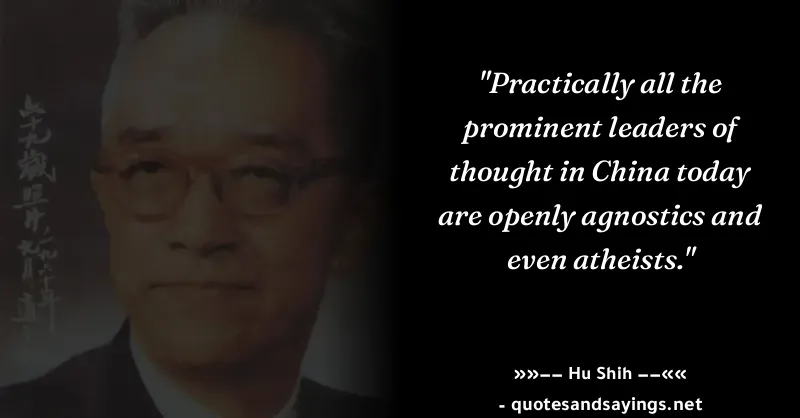 "Practically all the
prominent leaders of
thought in China today
are openly agnostics and
even atheists."
»»–– Hu Shih ––««
- quotesandsayings.net